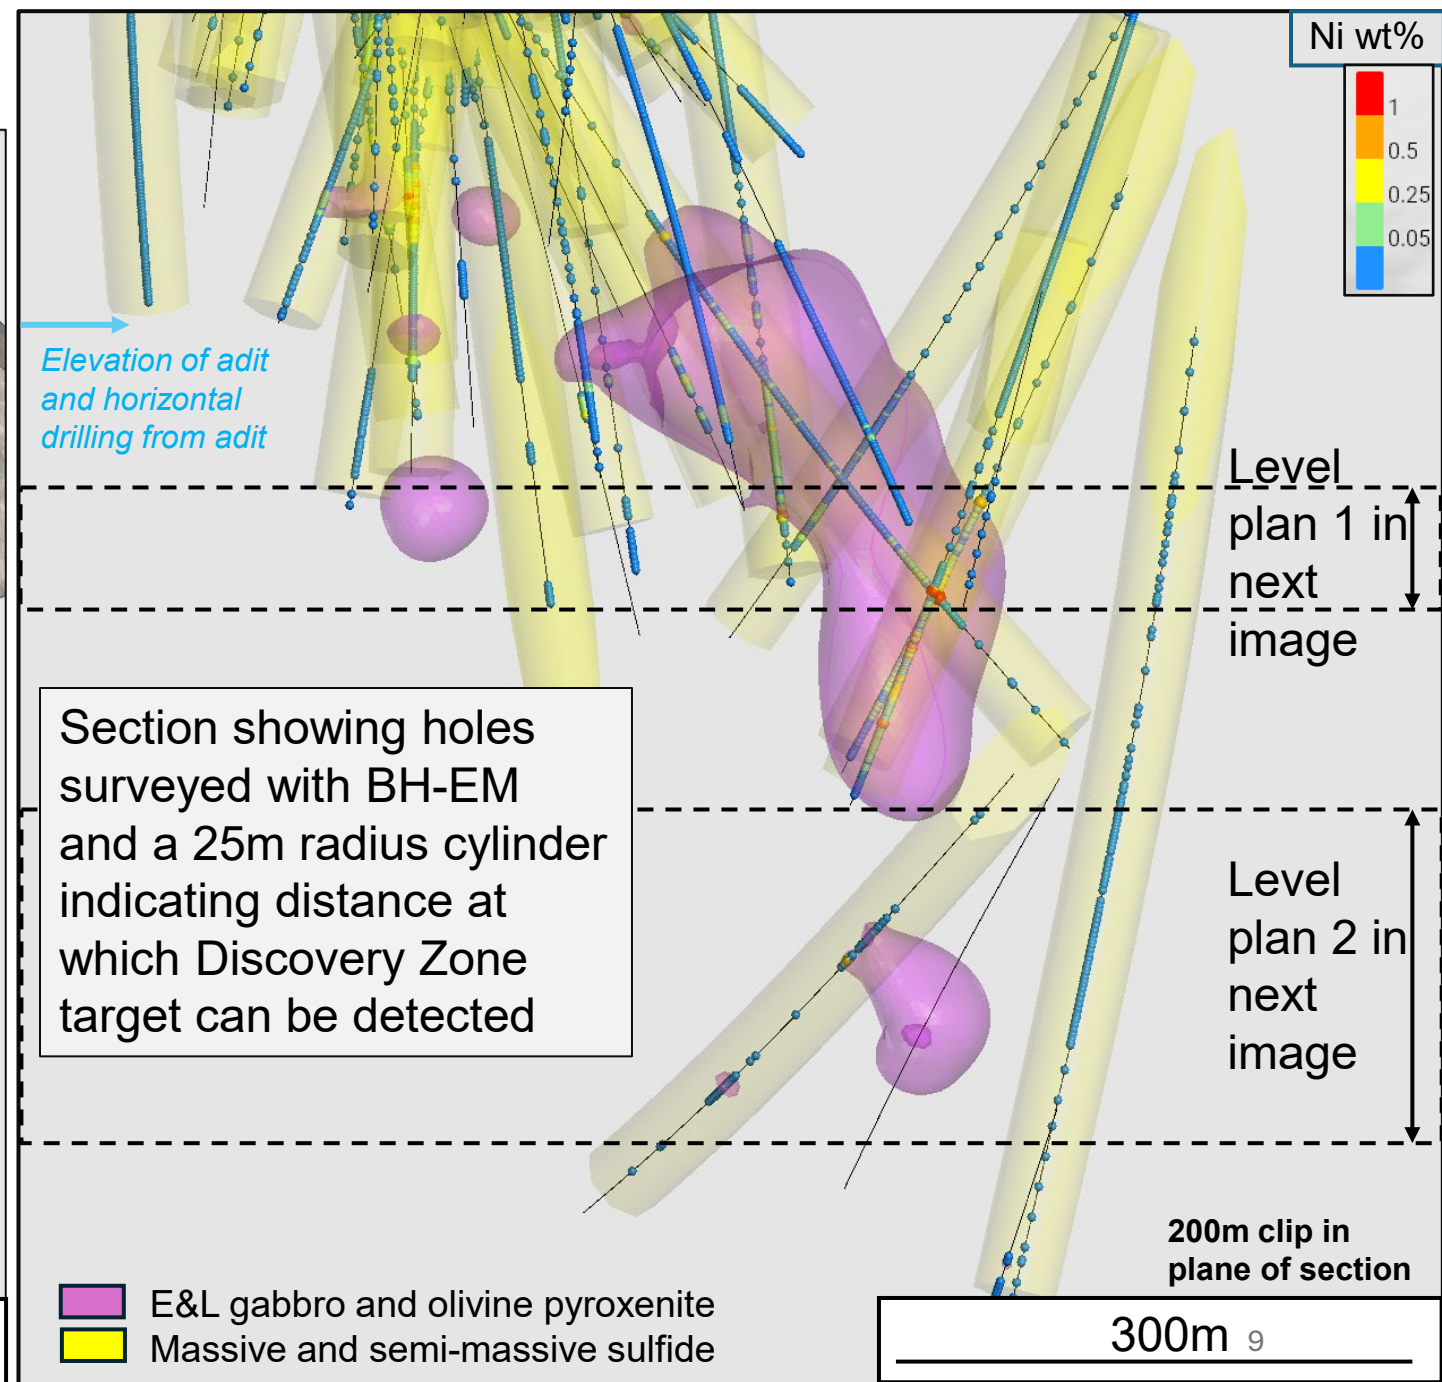 Ni wt%
1
0.5
0.25
0.05
Elevation of adit
and horizontal
drilling from adit
Level
plan 1 in
next
image
Section showing holes
surveyed with BH-EM
and a 25m radius cylinder
indicating distance at
which Discovery Zone
target can be detected
Level
plan 2 in
next
image
200m clip in
plane of section
E&L gabbro and olivine pyroxenite
Massive and semi-massive sulfide
300m 9